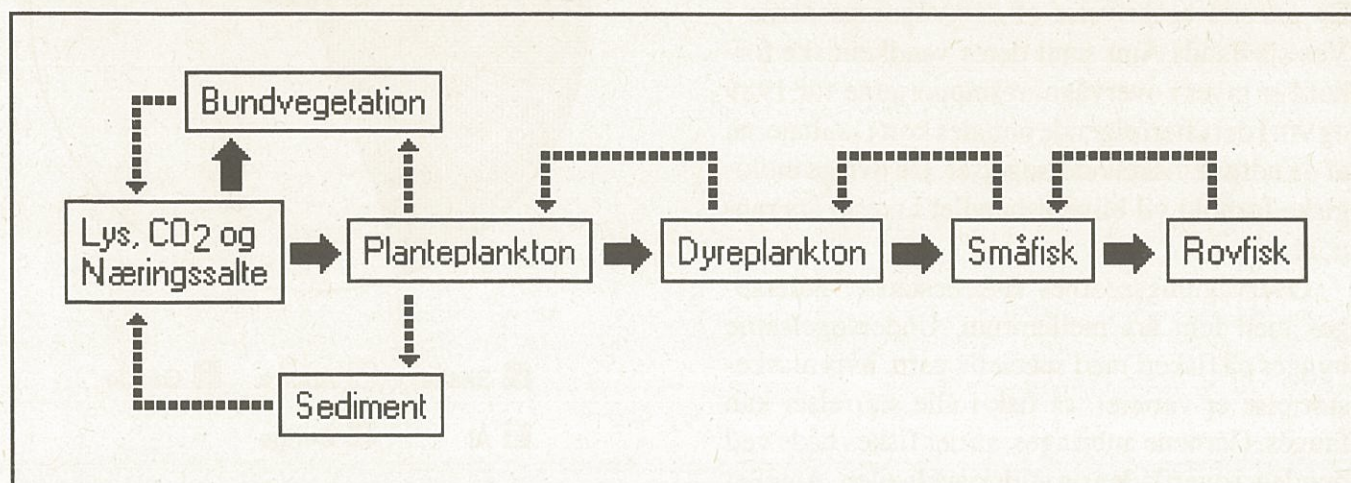 Bundvegetation
Lys, CO2 og
Næringssalte
Planteplankton
Dyreplankton
Småfisk
Rovfisk
Sediment